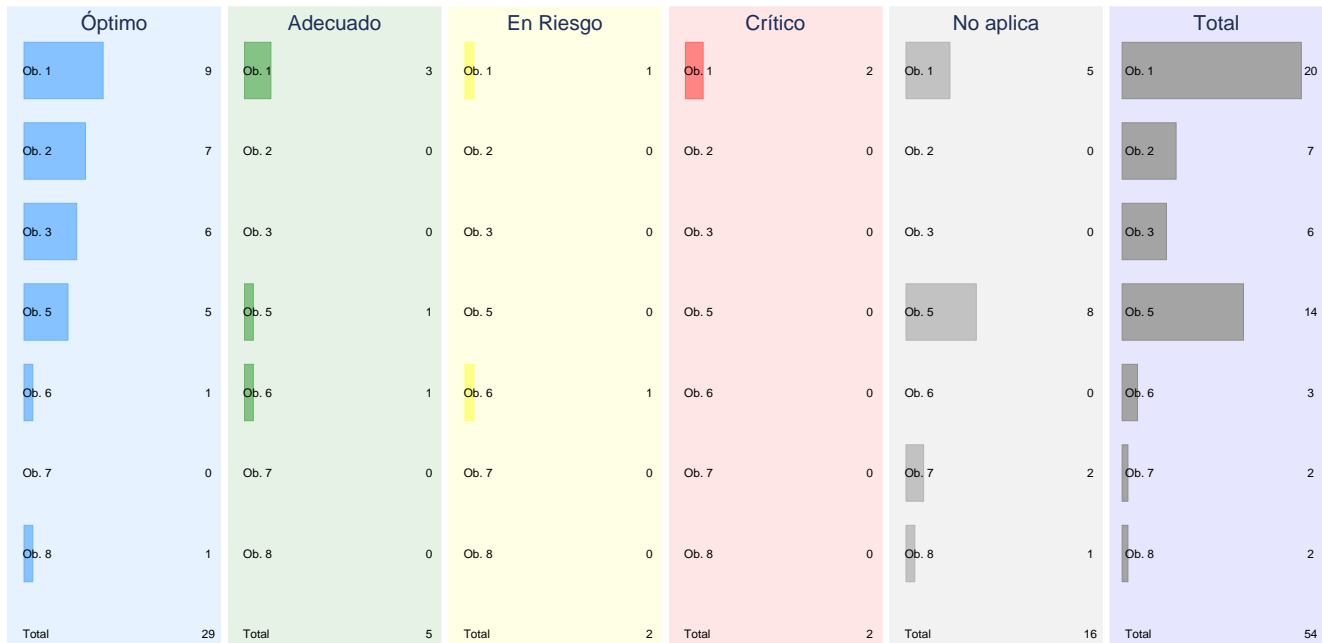 Óptimo Adecuado En Riesgo Crítico No aplica Total
Ob. 1 9 Ob. 1 3 Ob. 1 1 Ob. 1 2 Ob. 1 5 Ob. 1 20
Ob. 2 7 Ob. 2 0 Ob. 2 0 Ob. 2 0 Ob. 2 0 Ob. 2 7
Ob. 3 6 Ob. 3 0 Ob. 3 0 Ob. 3 0 Ob. 3 0 Ob. 3 6
Ob. 5 5 Ob. 5 1 Ob. 5 0 Ob. 5 0 Ob. 5 8 Ob. 5 14
Ob. 6 1 Ob. 6 1 Ob. 6 1 Ob. 6 0 Ob. 6 0 Ob. 6 3
Ob. 7 0 Ob. 7 0 Ob. 7 0 Ob. 7 0 Ob. 7 2 Ob. 7 2
Ob. 8 1 Ob. 8 0 Ob. 8 0 Ob. 8 0 Ob. 8 1 Ob. 8 2
Total 29 Total 5 Total 2 Total 2 Total 16 Total 54